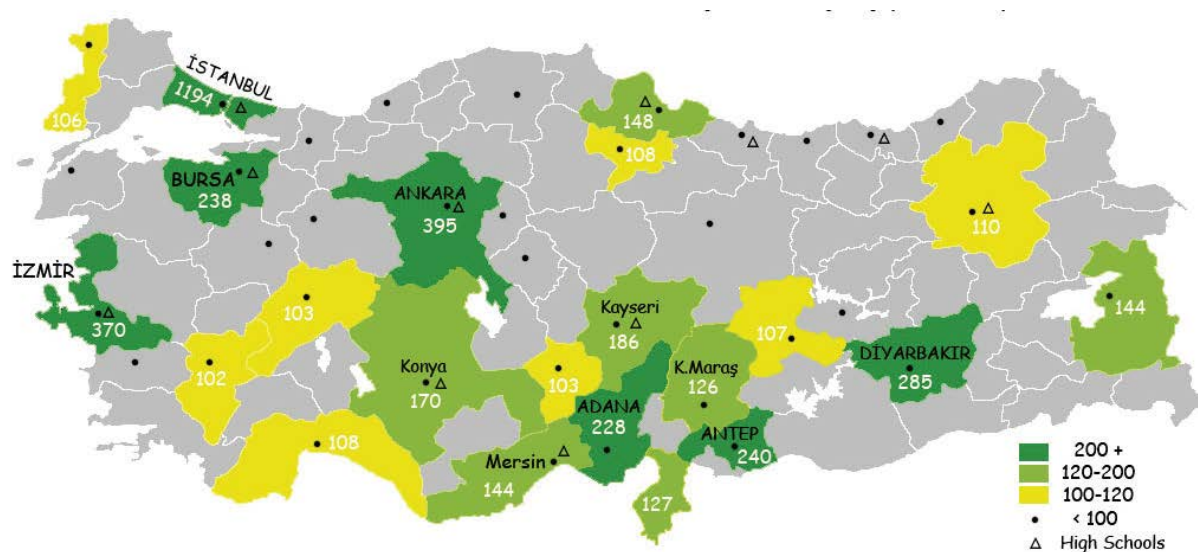 İSTANBUL
1194
106
148
108
BURSA
238
ANKARA
395
110
İZMİR
370
103
Kayseri
186
107
144
102
Konya
170
103
K.Maraş
126
DİYARBAKIR
285
ADANA
228
108
Mersin
144
ANTEP
240
127
200 +
120-200
100-120
< 100
High Schools